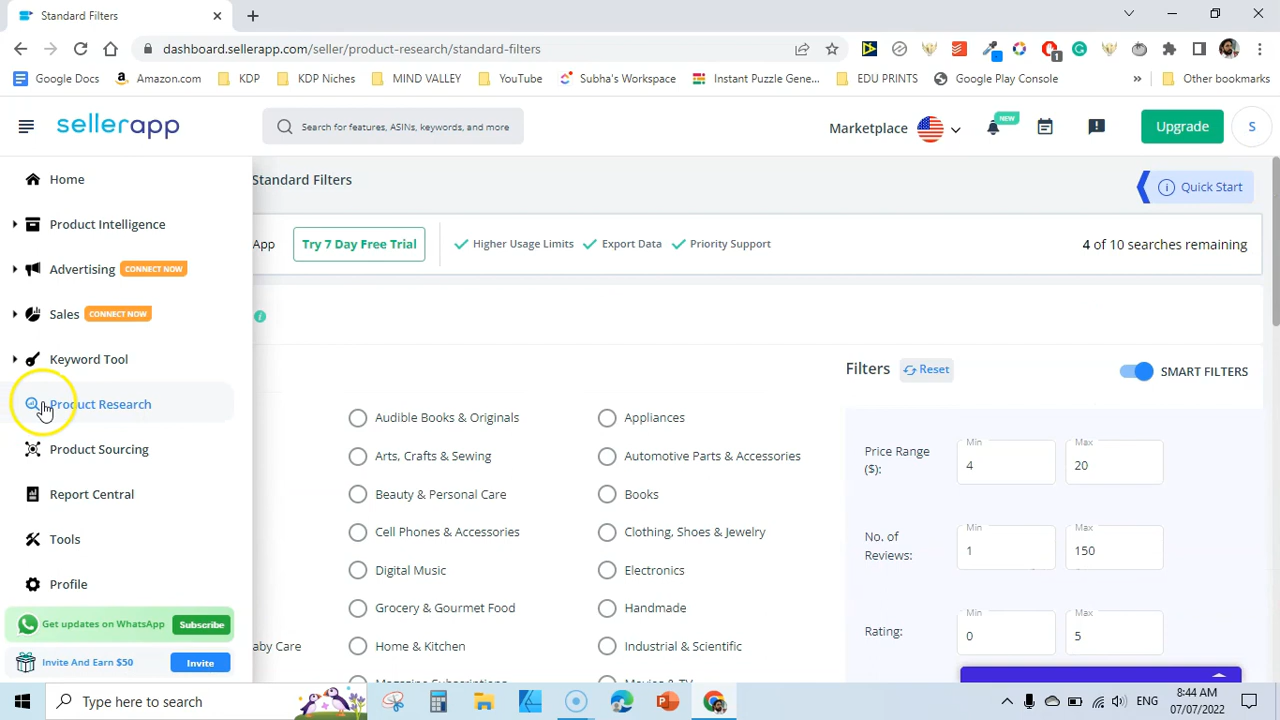 Standard Filters
dashboard.sellerapp.com/seller/product-research/standard-filters
1
Google Docs
Amazon.com
KDP
KDP Niches
MIND VALLEY
YouTube
Subha's Workspace
Instant Puzzle Gene...
EDU PRINTS
Google Play Console
»
Other bookmarks
sellerapp
Search for features, ASINs, keywords, and more
Marketplace
NEW
Upgrade
S
Home
Product Intelligence
Advertising CONNECT NOW
Sales CONNECT NOW
Keyword Tool
Product Research
Product Sourcing
Report Central
Tools
Profile
Get updates on WhatsApp Subscribe
Invite And Earn $50 Invite
Standard Filters
Quick Start
App
Try 7 Day Free Trial
Higher Usage Limits
Export Data
Priority Support
4 of 10 searches remaining
Audible Books & Originals
Appliances
Arts, Crafts & Sewing
Automotive Parts & Accessories
Beauty & Personal Care
Books
Cell Phones & Accessories
Clothing, Shoes & Jewelry
Digital Music
Electronics
Grocery & Gourmet Food
Handmade
aby Care
Home & Kitchen
Industrial & Scientific
Filters
Reset
SMART FILTERS
Price Range
($):
Min
4
Max
20
No. of
Reviews:
Min
1
Max
150
Rating:
Min
0
Max
5
Type here to search
ENG
8:44 AM
07/07/2022